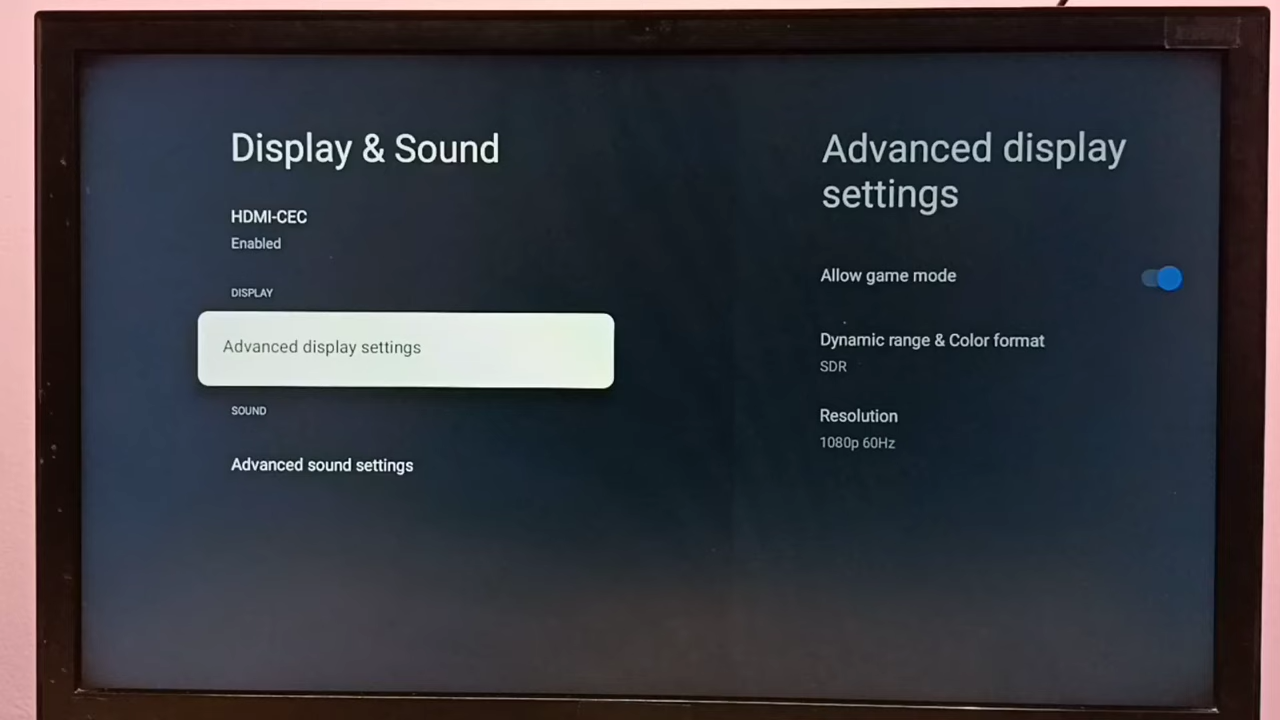 Display & Sound
HDMI-CEC
Enabled
DISPLAY
Advanced display settings
SOUND
Advanced sound settings
Advanced display
settings
Allow game mode
Dynamic range & Color format
SDR
Resolution
1080p 60Hz